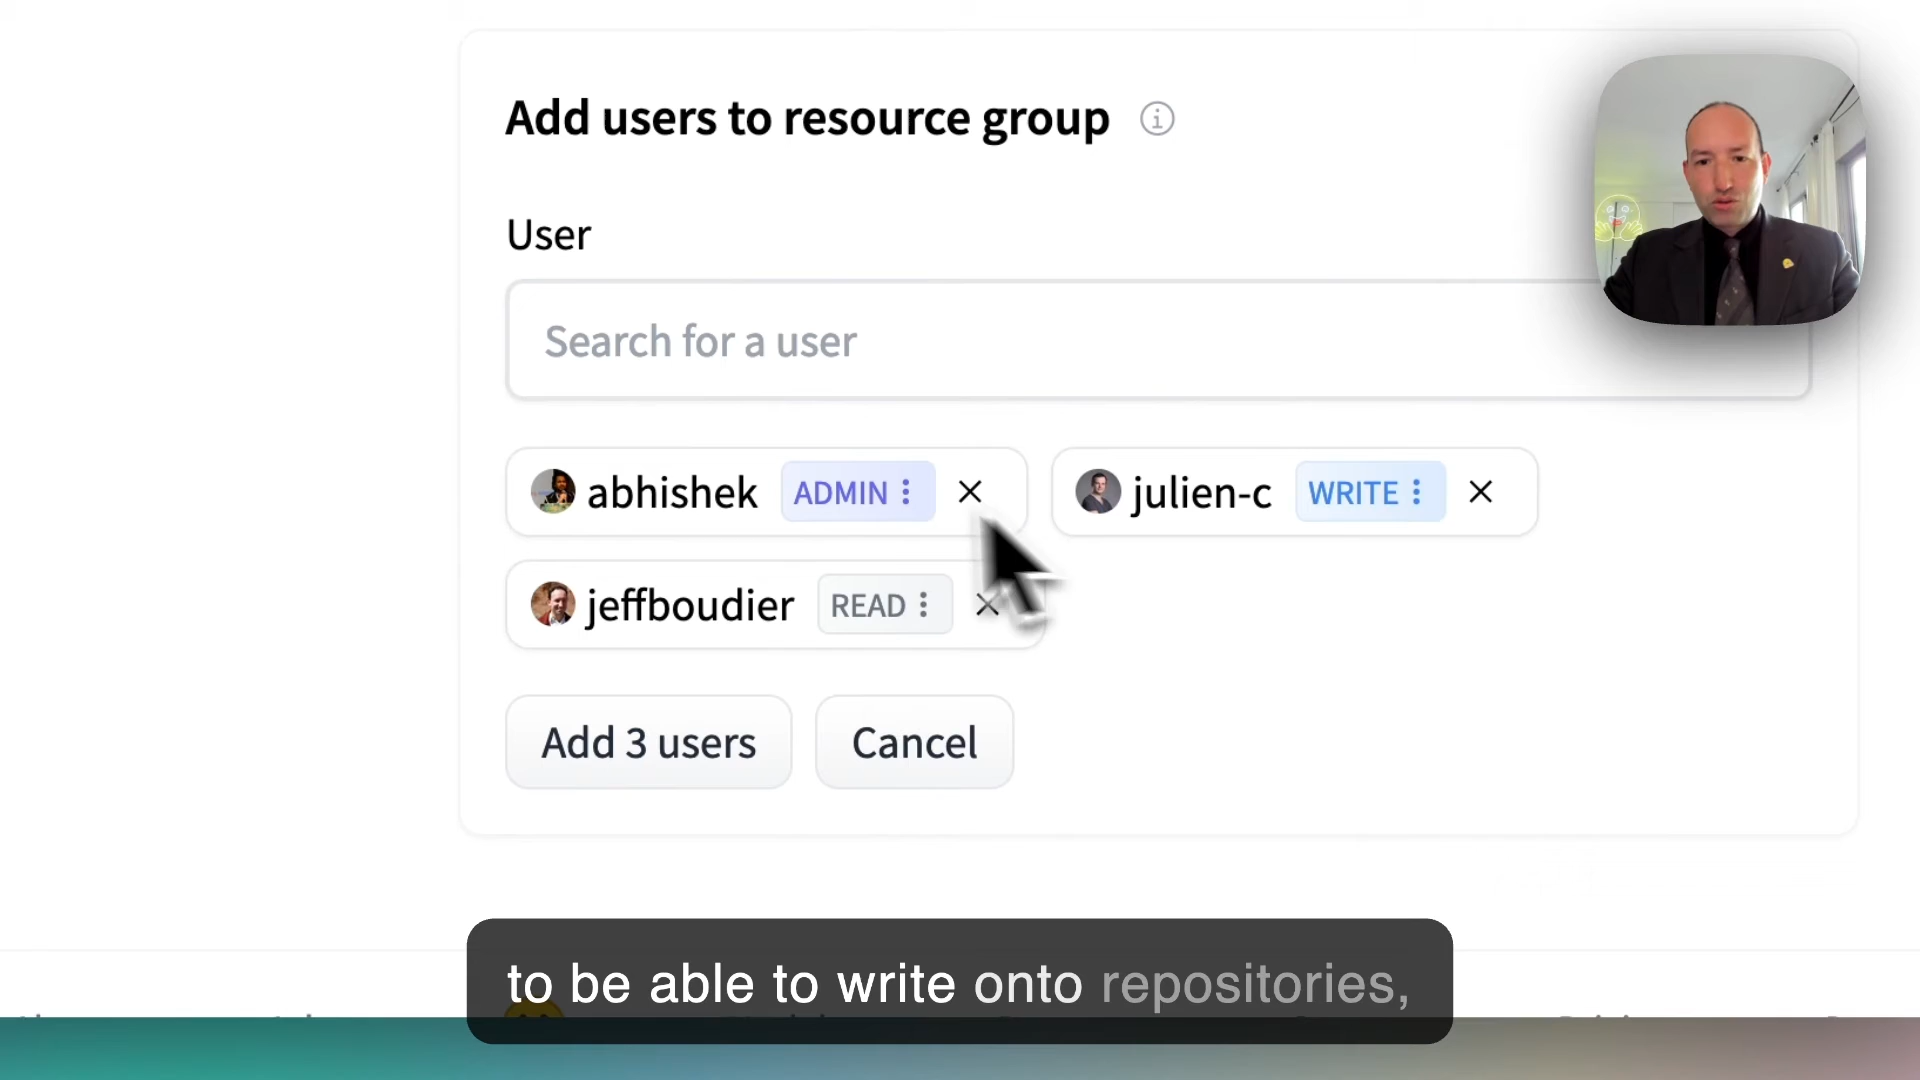 Add users to resource group
User
Search for a user
abhishek ADMIN julien-c WRITE
jeffboudier READ
Add 3 users Cancel
to be able to write onto repositories,